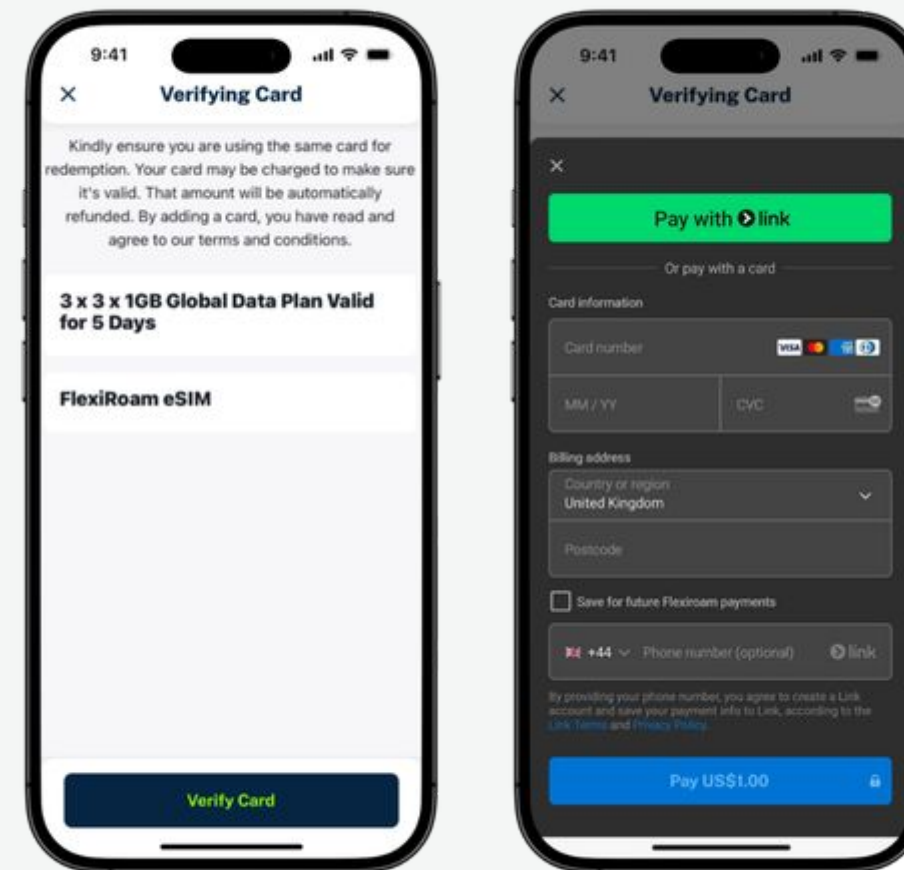 9:41
Verifying Card
Kindly ensure you are using the same card for
redemption. Your card may be charged to make sure
it's valid. That amount will be automatically
refunded. By adding a card, you have read and
agree to our terms and conditions.
3 x 3 x 1GB Global Data Plan Valid
for 5 Days
FlexiRoam eSIM
Verify Card
9:41
Verifying Card
Pay with link
Or pay with a card
Card information
Card number
VISA
MM / YY
CVC
Billing address
Country or region
United Kingdom
Postcode
Save for future Flexiroam payments
+44 Phone number (optional) link
By providing your phone number, you agree to create a Link
account and save your payment info to Link, according to the
Link Terms and Privacy Policy.
Pay US$1.00